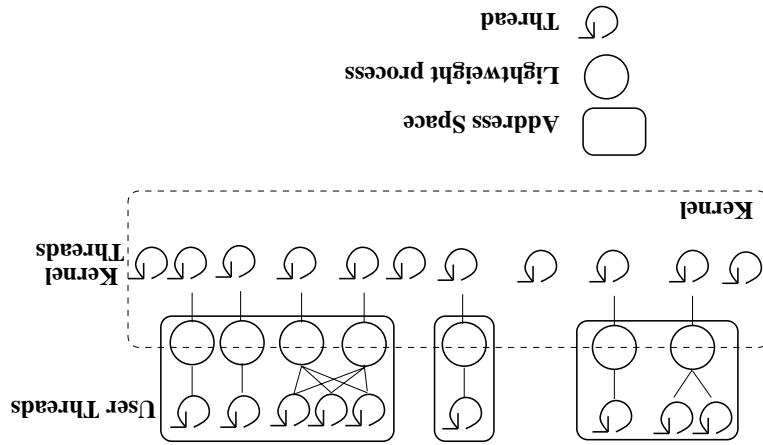 User Threads
Kernel
Threads
Kernel
Address Space
Lightweight process
Thread